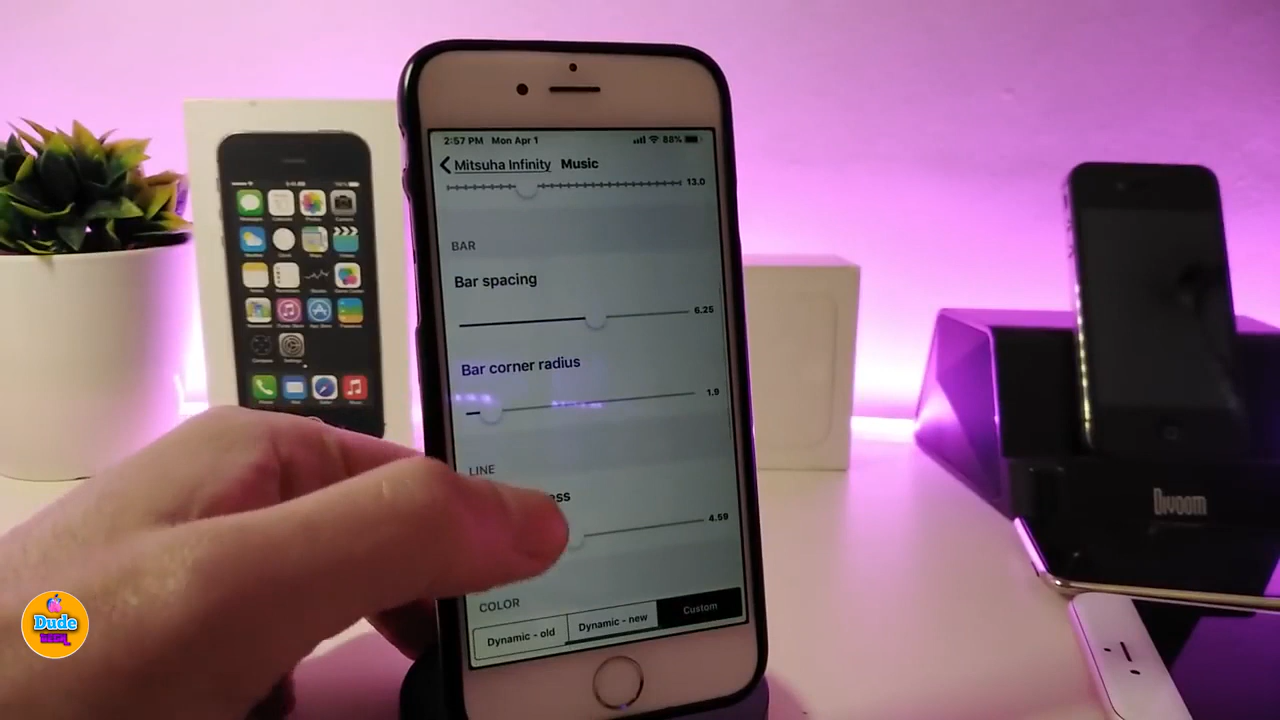 2:57 PM Mon Apr 1 88%
Mitsuha Infinity Music
13.0
BAR
Bar spacing
6.25
Bar corner radius
1.9
LINE
ess
4.59
COLOR
Dynamic - old Dynamic - new Custom
Divoom
Dude